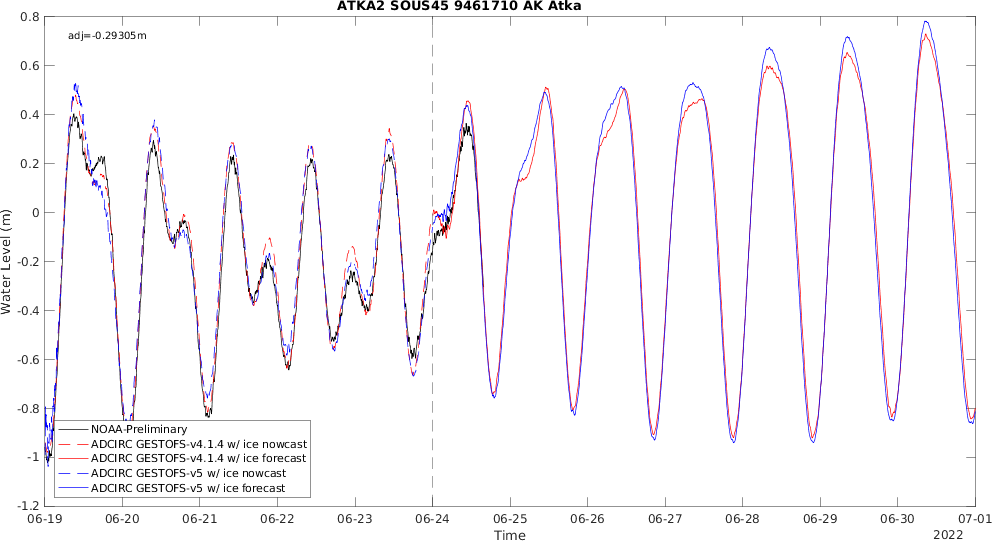 ATKA2 SOUS45 9461710 AK Atka
adj=-0.29305m
0.8
0.6
0.4
0.2
0
-0.2
-0.4
-0.6
-0.8
-1
-1.2
Water Level (m)
NOAA-Preliminary
ADCIRC GESTOFS-v4.1.4 w/ ice nowcast
ADCIRC GESTOFS-v4.1.4 w/ ice forecast
ADCIRC GESTOFS-v5 w/ ice nowcast
ADCIRC GESTOFS-v5 w/ ice forecast
06-19 06-20 06-21 06-22 06-23 06-24 06-25 06-26 06-27 06-28 06-29 06-30 07-01
Time
2022